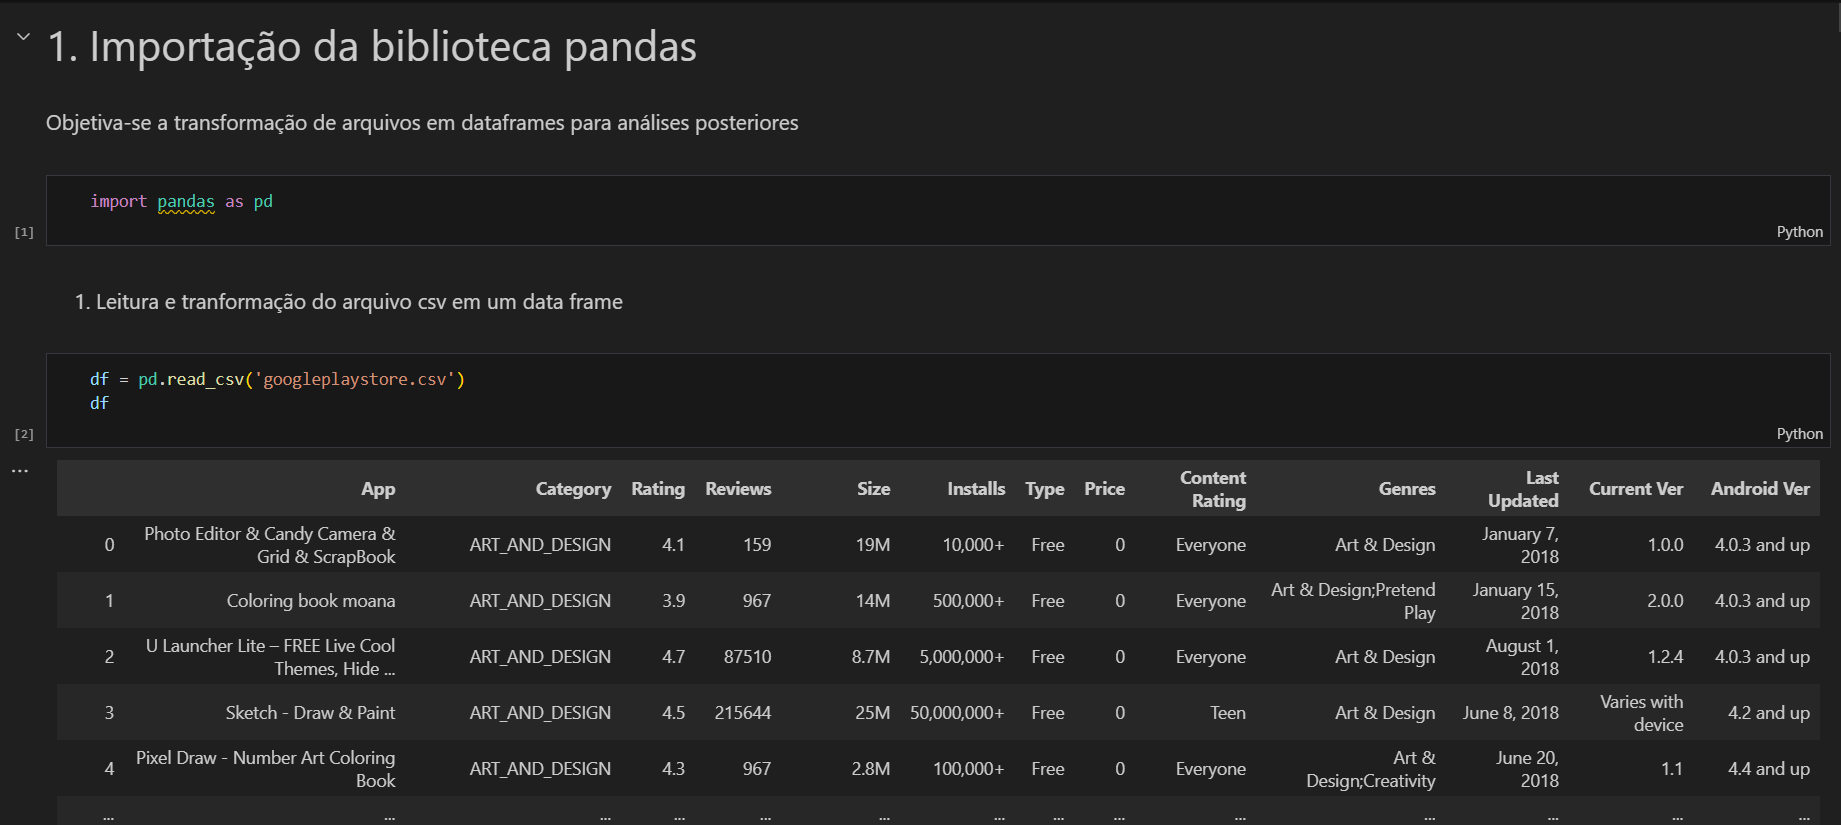 1. Importação da biblioteca pandas
Objetiva-se a transformação de arquivos em dataframes para análises posteriores
import pandas as pd
[1]
Python
1. Leitura e tranformação do arquivo csv em um data frame
df = pd.read_csv('googleplaystore.csv')
df
[2]
Python
...
App Category Rating Reviews Size Installs Type Price Content Rating Genres Last Updated Current Ver Android Ver
0 Photo Editor & Candy Camera & Grid & ScrapBook ART_AND_DESIGN 4.1 159 19M 10,000+ Free 0 Everyone Art & Design January 7, 2018 1.0.0 4.0.3 and up
1 Coloring book moana ART_AND_DESIGN 3.9 967 14M 500,000+ Free 0 Everyone Art & Design;Pretend Play January 15, 2018 2.0.0 4.0.3 and up
2 U Launcher Lite – FREE Live Cool Themes, Hide ... ART_AND_DESIGN 4.7 87510 8.7M 5,000,000+ Free 0 Everyone Art & Design August 1, 2018 1.2.4 4.0.3 and up
3 Sketch - Draw & Paint ART_AND_DESIGN 4.5 215644 25M 50,000,000+ Free 0 Teen Art & Design June 8, 2018 Varies with device 4.2 and up
4 Pixel Draw - Number Art Coloring Book ART_AND_DESIGN 4.3 967 2.8M 100,000+ Free 0 Everyone Art & Design;Creativity June 20, 2018 1.1 4.4 and up
... ... ... ... ... ... ... ... ... ... ... ... ... ...